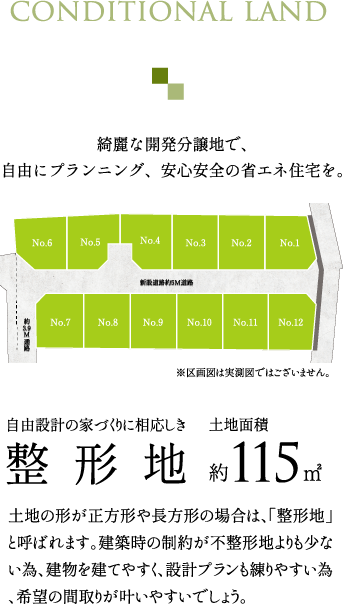 CONDITIONAL LAND
綺麗な開発分譲地で、
自由にプランニング、安心安全の省エネ住宅を。
No.6 No.5 No.4 No.3 No.2 No.1
新設道路約5M道路
約3.9M道路
No.7 No.8 No.9 No.10 No.11 No.12
※区画図は実測図ではございません。
自由設計の家づくりに相応しき 土地面積
整形地 約115㎡
土地の形が正方形や長方形の場合は、「整形地」
と呼ばれます。建築時の制約が不整形地よりも少な
い為、建物を建てやすく、設計プランも練りやすい為
、希望の間取りが叶いやすいでしょう。